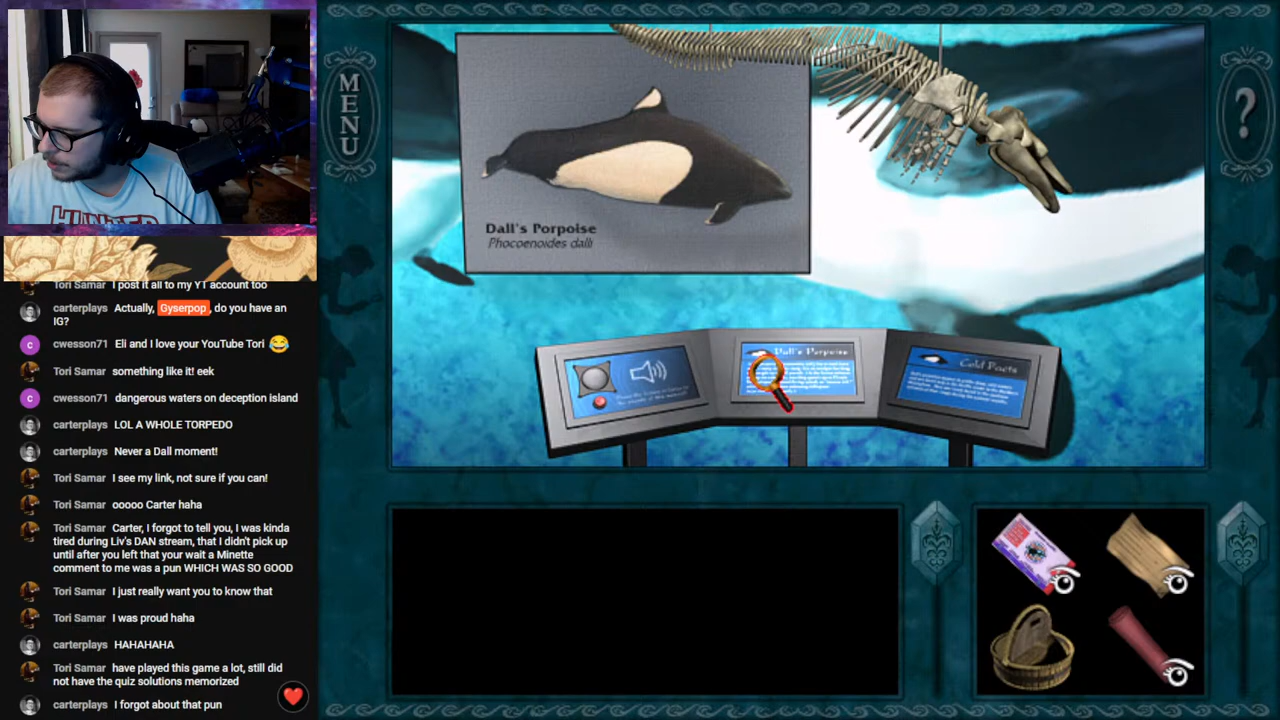 HUNTER
Tori Samar I post it all to my YT account too
carterplays Actually, Gyserpop, do you have an
IG?
c cwesson71 Eli and I love your YouTube Tori 😂
Tori Samar something like it! eek
c cwesson71 dangerous waters on deception island
carterplays LOL A WHOLE TORPEDO
carterplays Never a Dall moment!
Tori Samar I see my link, not sure if you can!
Tori Samar ooooo Carter haha
Tori Samar Carter, I forgot to tell you, I was kinda
tired during Liv's DAN stream, that I didn't pick up
until after you left that your wait a Minette
comment to me was a pun WHICH WAS SO GOOD
Tori Samar I just really want you to know that
Tori Samar I was proud haha
carterplays HAHAHAHA
Tori Samar have played this game a lot, still did
not have the quiz solutions memorized
carterplays I forgot about that pun
MENU
?
Dall's Porpoise
Phocoenoides dalli
Dall's Porpoise
Cold Facts